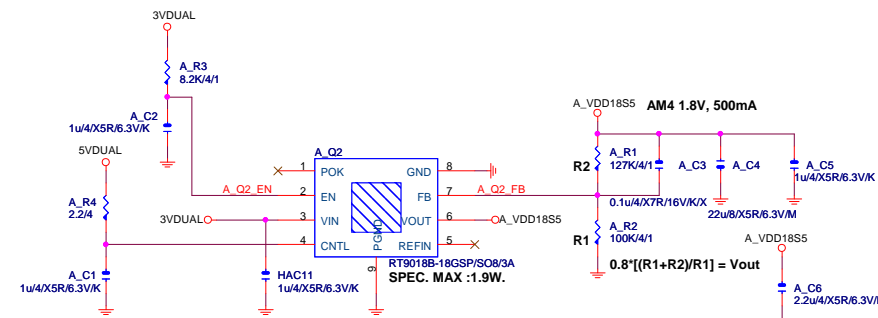 3VDUAL
A_R3
8.2K/4/1
A_C2
1u/4/X5R/6.3V/K
5VDUAL
A_R4
2.2/4
A_C1
1u/4/X5R/6.3V/K
A_Q2_EN
3VDUAL
HAC11
1u/4/X5R/6.3V/K
A_Q2
1 POK
2 EN
3 VIN
4 CNTL
GND 8
FB 7
VOUT 6
REFIN 5
PGND
9
RT9018B-18GSP/SO8/3A
SPEC. MAX :1.9W.
A_Q2_FB
A_VDD18S5
A_VDD18S5
AM4 1.8V, 500mA
R2
A_R1
127K/4/1
A_C3
0.1u/4/X7R/16V/K/X
A_C4
22u/8/X5R/6.3V/M
A_C5
1u/4/X5R/6.3V/K
R1
A_R2
100K/4/1
0.8*[(R1+R2)/R1] = Vout
A_VDD18S5
A_C6
2.2u/4/X5R/6.3V/